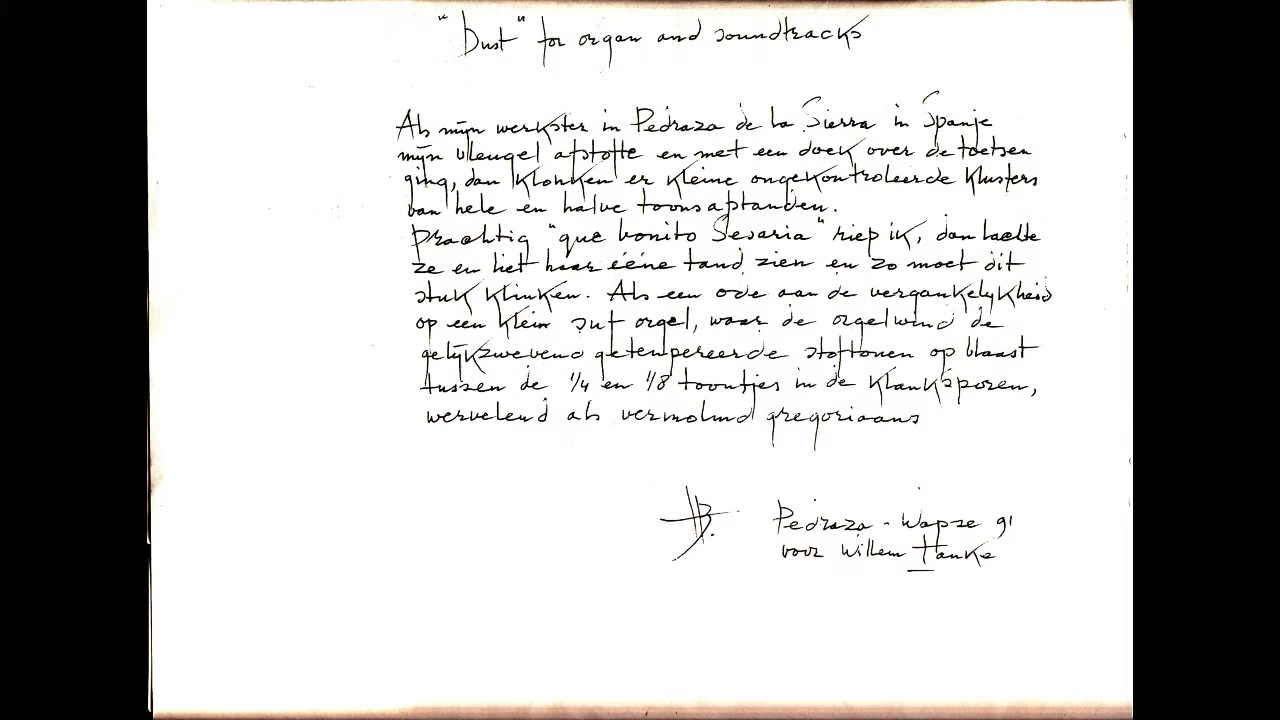 "Dust" for organ and soundtracks
Als mijn werkster in Pedraza de la Sierra in Spanje
mijn vleugel afstofte en met een doek over de toetsen
ging, dan klonken er kleine ongekontroleerde klusters
van hele en halve toonsafstanden.
Prachtig "que bonito Sesaria" riep ik, dan lachte
ze en liet haar ééne tand zien en zo moet dit
stuk klinken. Als een ode aan de vergankelijkheid
op een klein suf orgel, waar de orgelwind de
gelijkzwevend getempereerde stoftonen op blaast
tussen de 1/4 en 1/8 toontjes in de klanksporen,
wervelend als vermolmd gregoriaans
Pedraza - Wapse 91
voor Willem Tanke